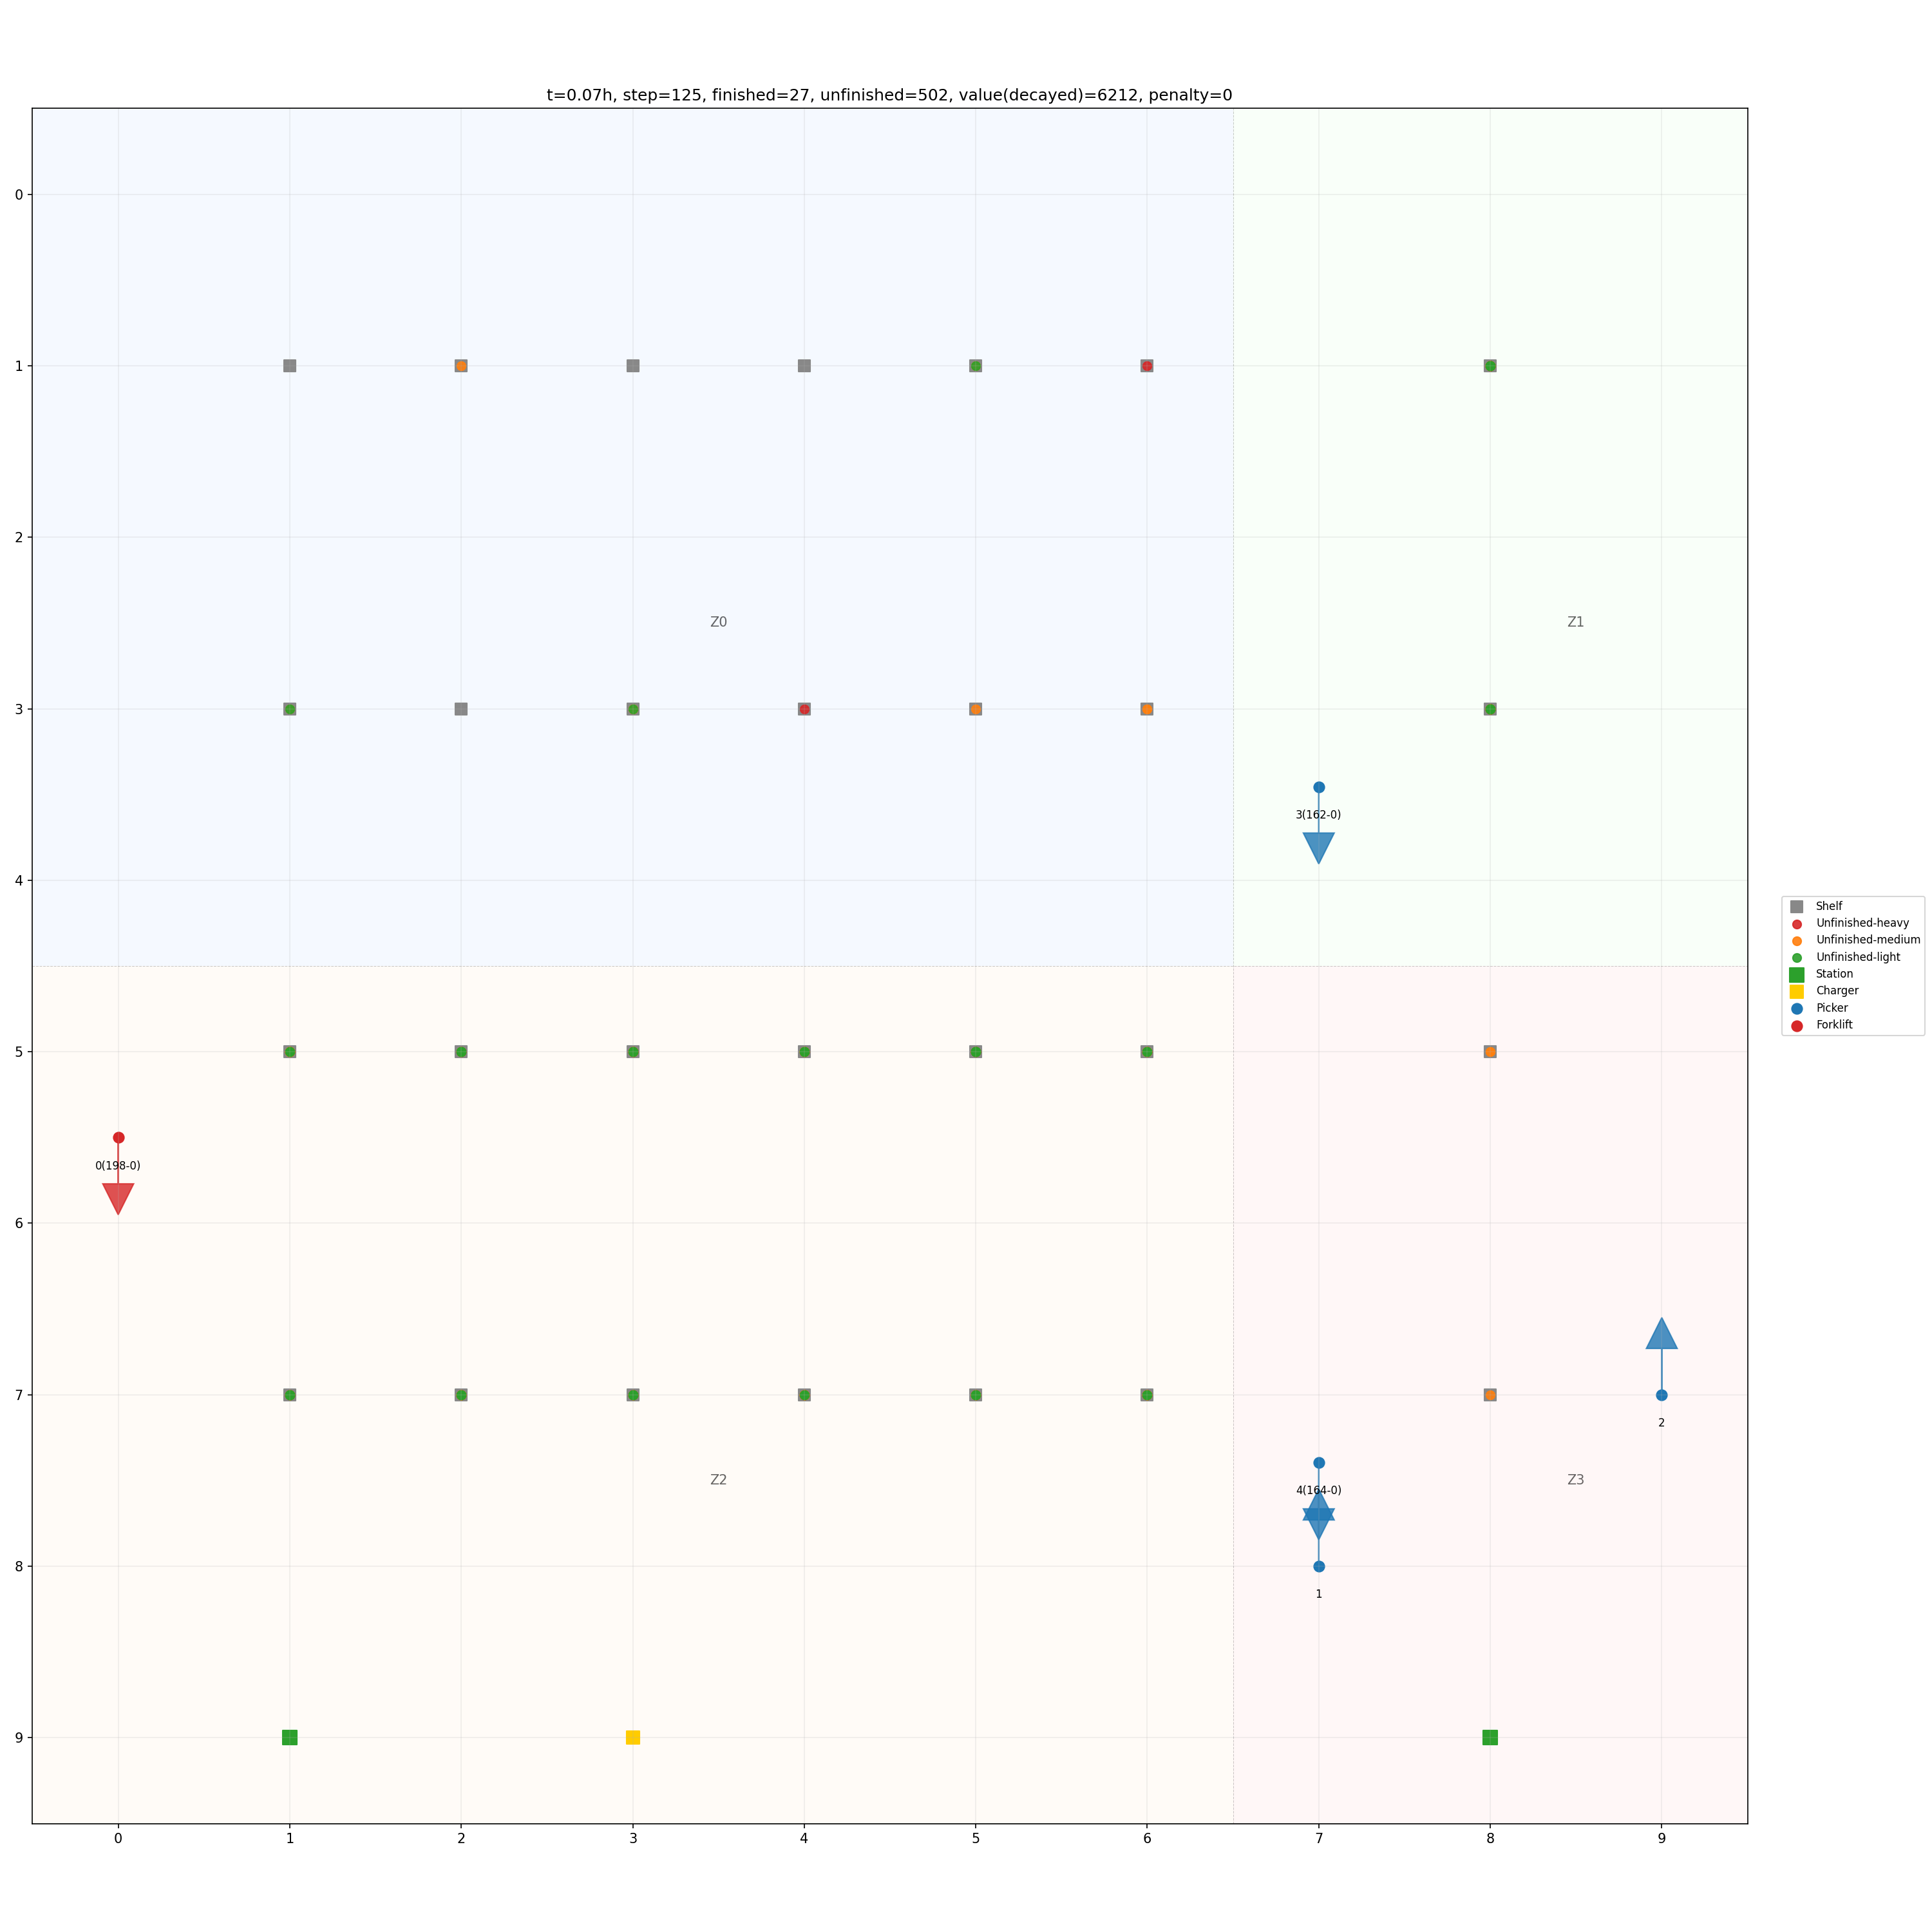 t=0.07h, step=125, finished=27, unfinished=502, value(decayed)=6212, penalty=0
0
1
2
Z0 Z1
3
3(162-0)
4
Shelf
Unfinished-heavy
Unfinished-medium
Unfinished-light
Station
Charger
Picker
Forklift
5
0(198-0)
6
7
2
Z2 Z3
4(164-0)
8
1
9
0 1 2 3 4 5 6 7 8 9